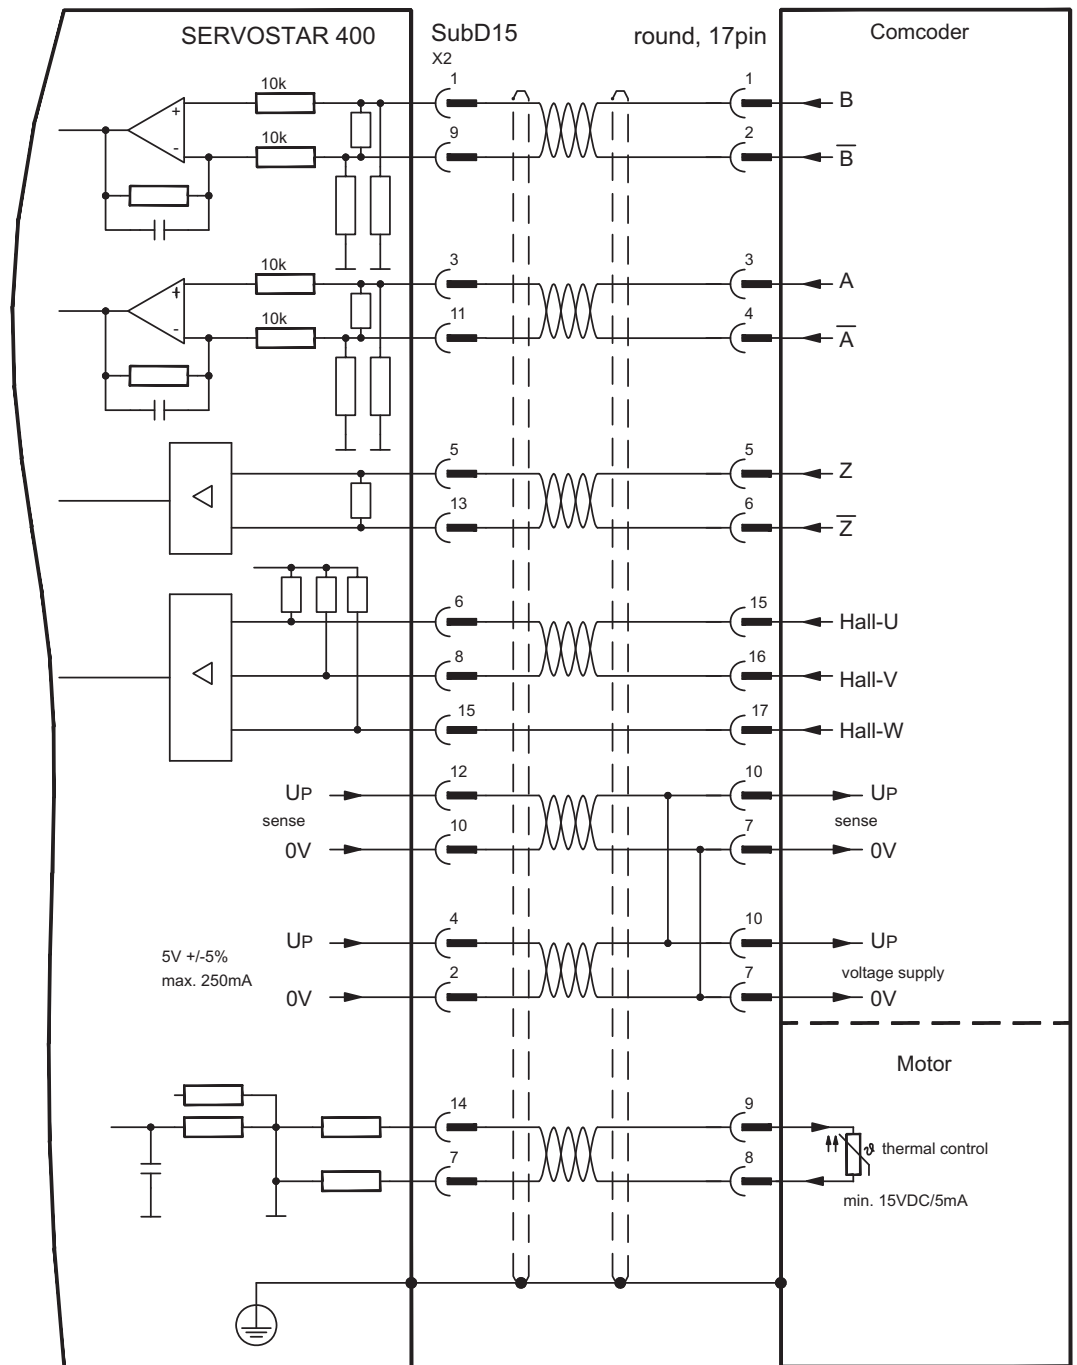 SERVOSTAR 400
SubD15
round, 17pin
Comcoder
X2
10k
1
1
B
+
10k
9
2
B̅
-
10k
3
3
A
+
10k
11
4
A̅
-
5
5
Z
13
6
Z̅
6
15
Hall-U
8
16
Hall-V
15
17
Hall-W
12
10
UP
UP
sense
sense
10
7
0V
0V
4
10
UP
UP
5V +/-5%
max. 250mA
voltage supply
2
7
0V
0V
Motor
14
9
ϑ thermal control
7
8
min. 15VDC/5mA